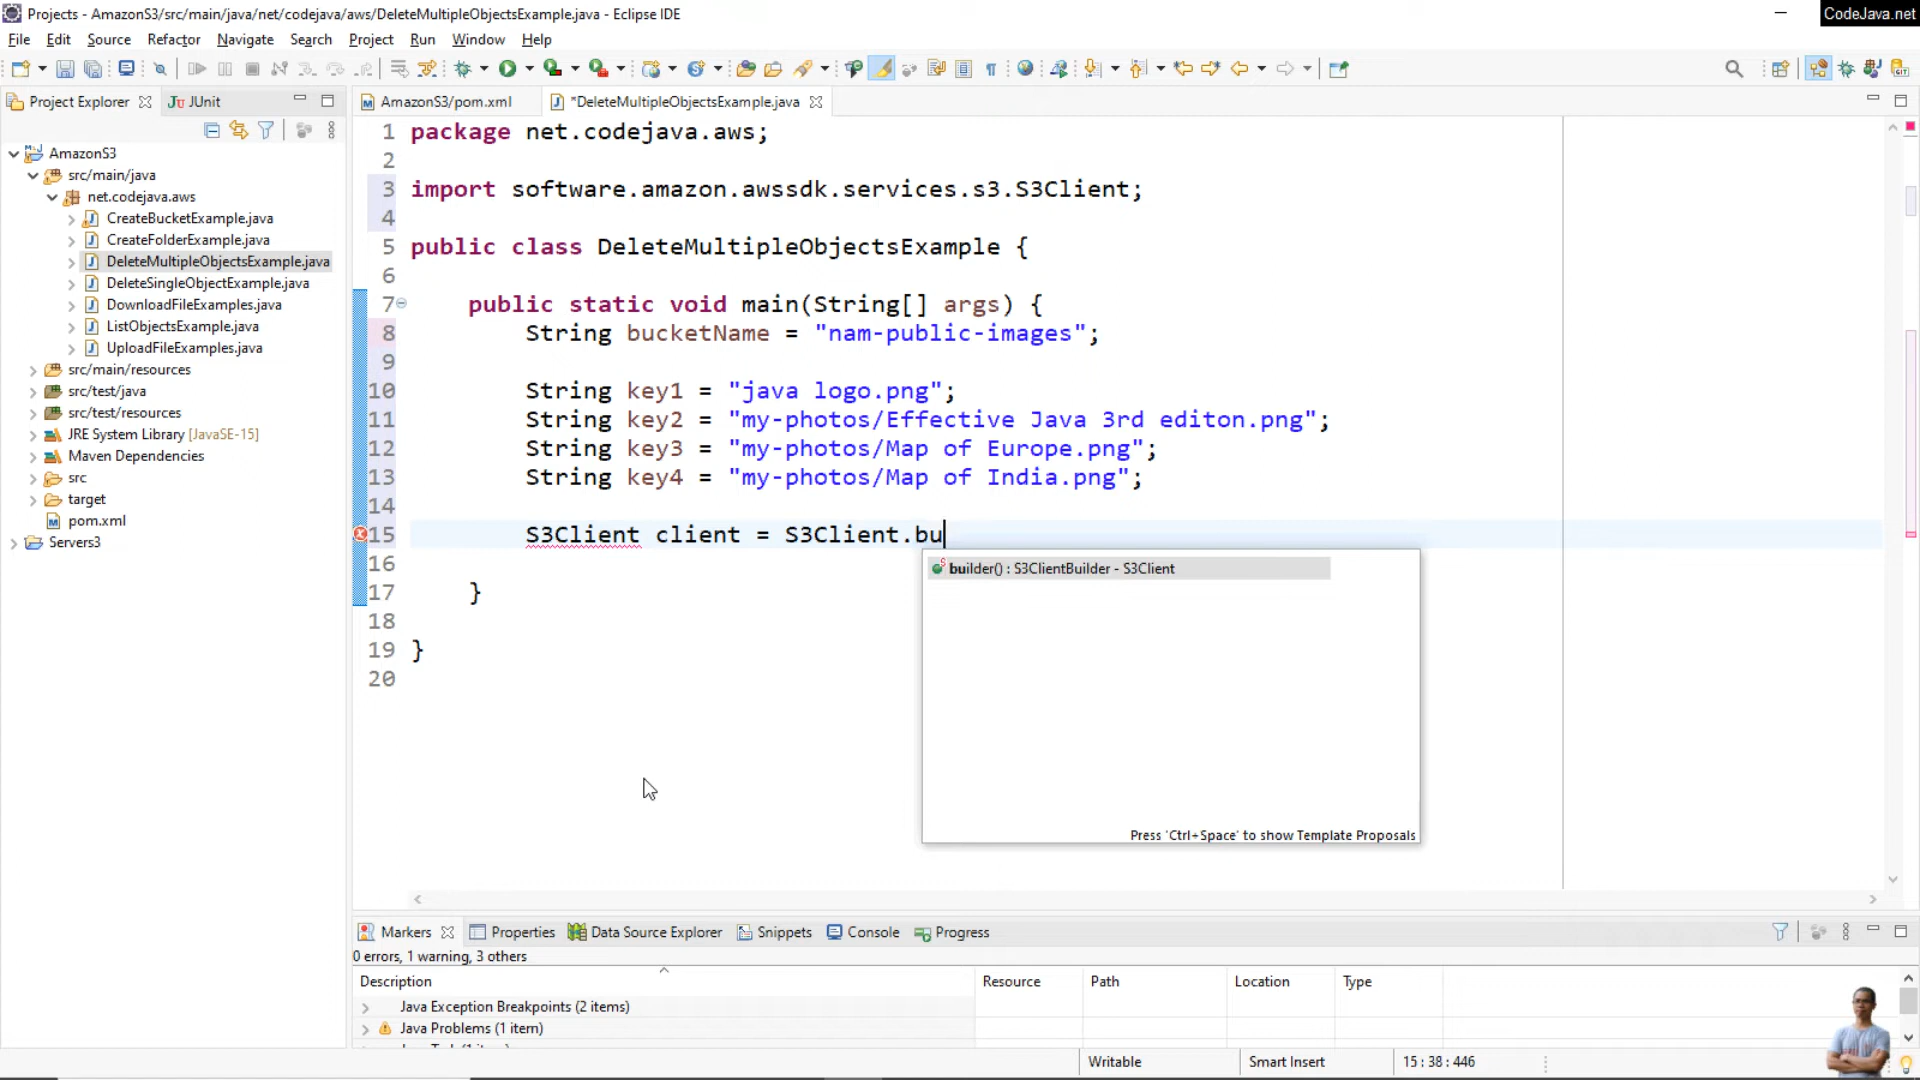 Projects - AmazonS3/src/main/java/net/codejava/aws/DeleteMultipleObjectsExample.java - Eclipse IDE
CodeJava.net
File Edit Source Refactor Navigate Search Project Run Window Help
Project Explorer JUnit
AmazonS3/pom.xml *DeleteMultipleObjectsExample.java
AmazonS3
src/main/java
net.codejava.aws
CreateBucketExample.java
CreateFolderExample.java
DeleteMultipleObjectsExample.java
DeleteSingleObjectExample.java
DownloadFileExamples.java
ListObjectsExample.java
UploadFileExamples.java
src/main/resources
src/test/java
src/test/resources
JRE System Library [JavaSE-15]
Maven Dependencies
src
target
pom.xml
Servers3
1 package net.codejava.aws;
2
3 import software.amazon.awssdk.services.s3.S3Client;
4
5 public class DeleteMultipleObjectsExample {
6
7 public static void main(String[] args) {
8 String bucketName = "nam-public-images";
9
10 String key1 = "java logo.png";
11 String key2 = "my-photos/Effective Java 3rd editon.png";
12 String key3 = "my-photos/Map of Europe.png";
13 String key4 = "my-photos/Map of India.png";
14
15 S3Client client = S3Client.bu
16
17 }
18
19 }
20
builder() : S3ClientBuilder - S3Client
Press 'Ctrl+Space' to show Template Proposals
Markers Properties Data Source Explorer Snippets Console Progress
0 errors, 1 warning, 3 others
Description Resource Path Location Type
Java Exception Breakpoints (2 items)
Java Problems (1 item)
Writable Smart Insert 15 : 38 : 446